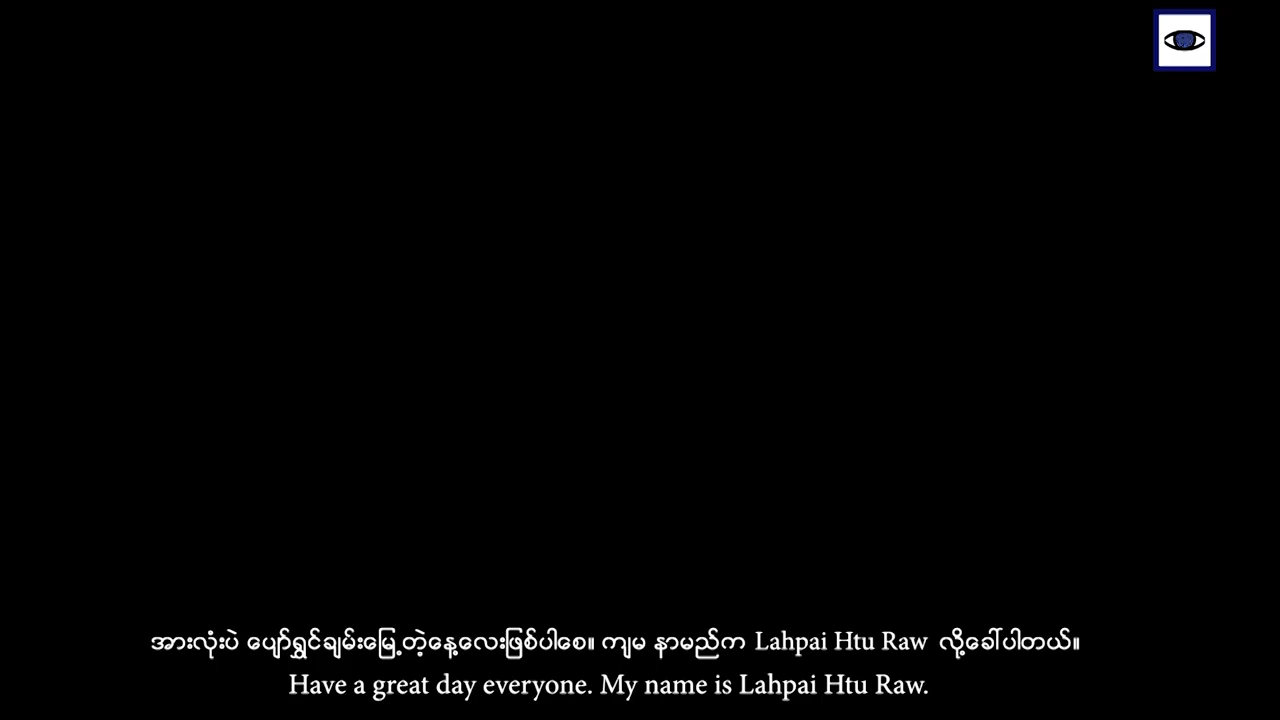 အားလုံးပဲ ပျော်ရွှင်ချမ်းမြေ့တဲ့နေ့လေးဖြစ်ပါစေ။ ကျမ နာမည်က Lahpai Htu Raw လို့ခေါ်ပါတယ်။
Have a great day everyone. My name is Lahpai Htu Raw.